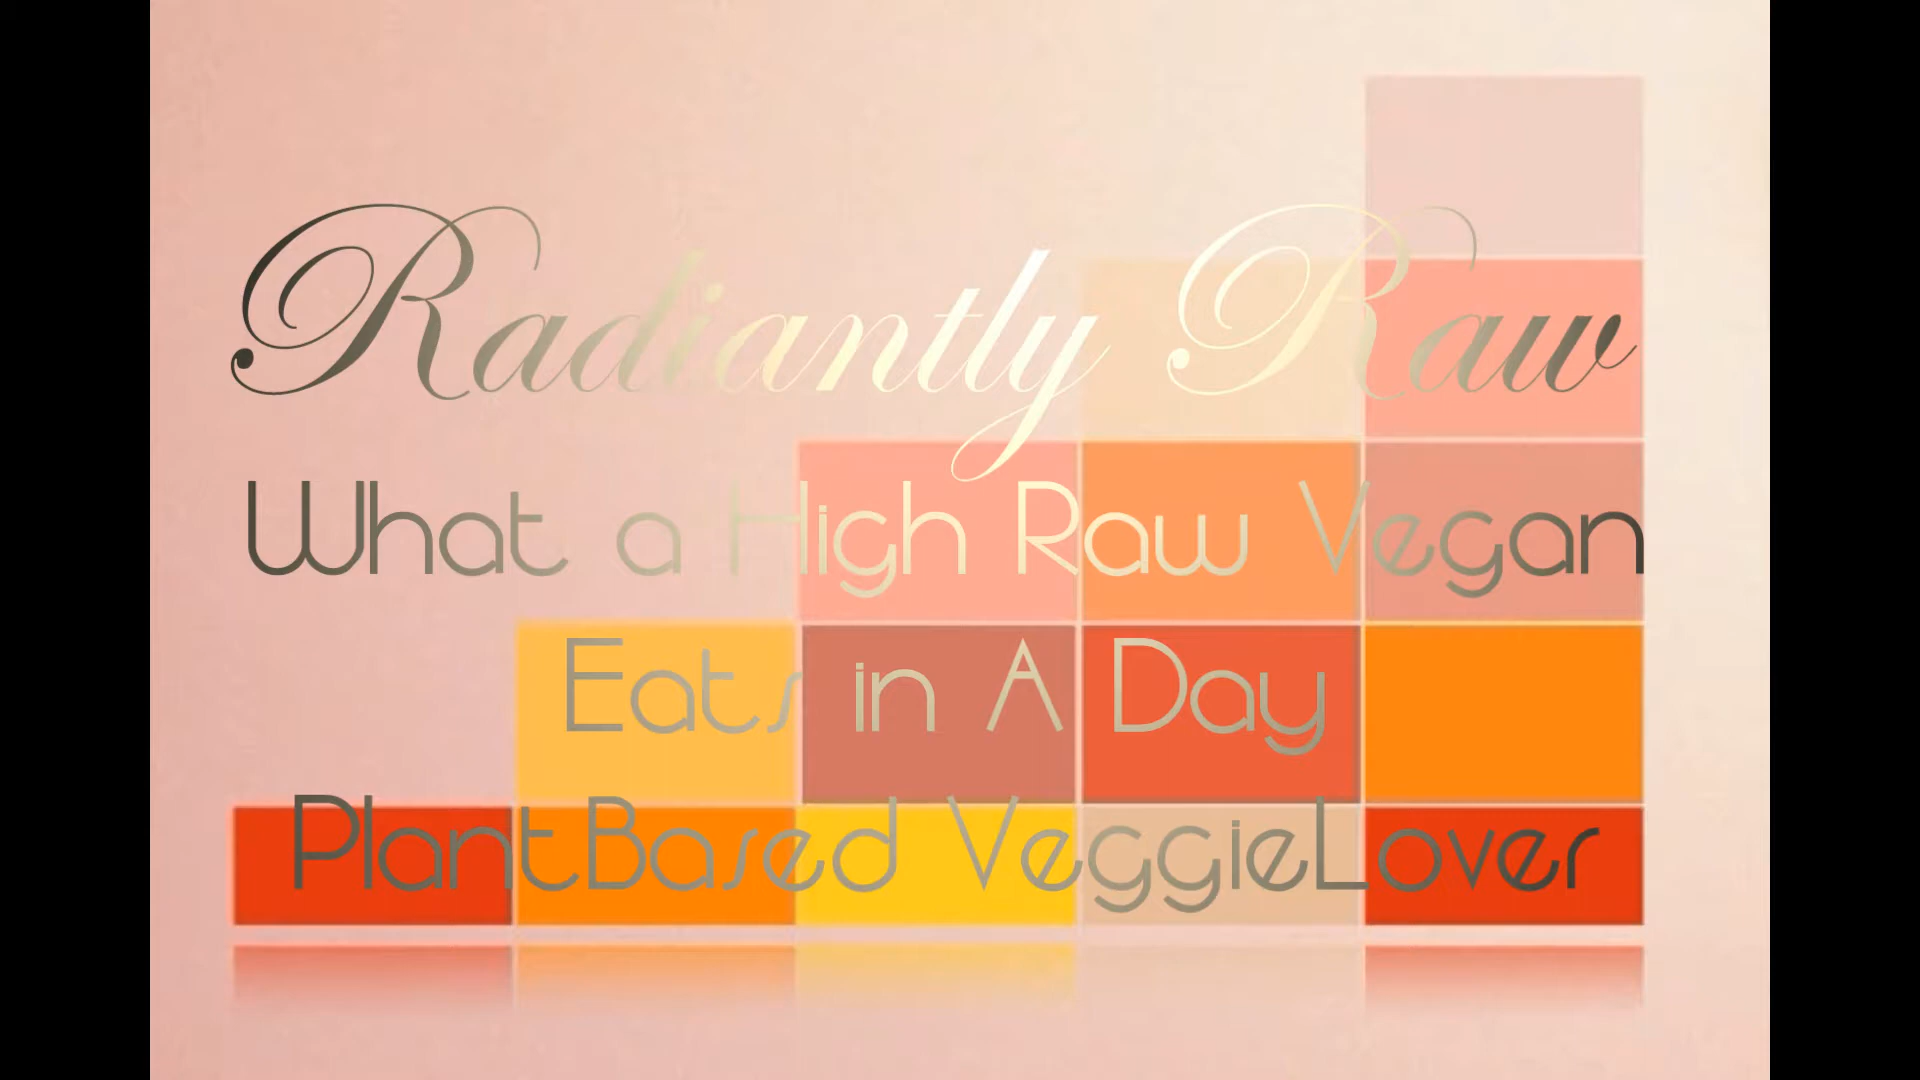 Radiantly Raw
What a High Raw Vegan
Eats in A Day
PlantBased VeggieLover